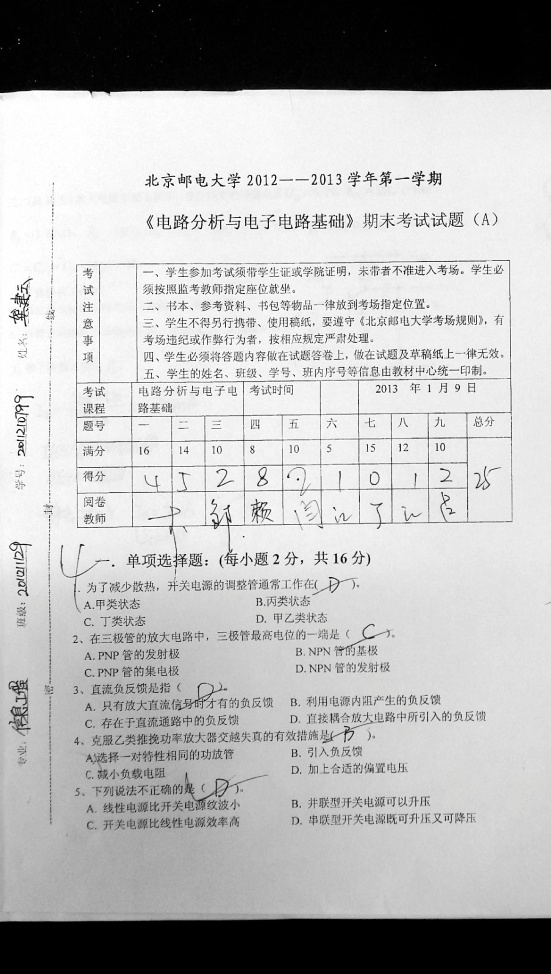 北京邮电大学2012——2013学年第一学期
《电路分析与电子电路基础》期末考试试题（A）
考试注意事项
一、学生参加考试须带学生证或学院证明，未带者不准进入考场。学生必
须按照监考教师指定座位就坐。
二、书本、参考资料、书包等物品一律放到考场指定位置。
三、学生不得另行携带、使用稿纸，要遵守《北京邮电大学考场规则》，有
考场违纪或作弊行为者，按相应规定严肃处理。
四、学生必须将答题内容做在试题答卷上，做在试题及草稿纸上一律无效。
五、学生的姓名、班级、学号、班内序号等信息由教材中心统一印制。
考试课程 电路分析与电子电路基础 考试时间 2013 年 1 月 9 日
题号 一 二 三 四 五 六 七 八 九 总分
满分 16 14 10 8 10 5 15 12 10
得分 4 5 2 8 2 1 0 1 2 25
阅卷教师
4
一．单项选择题：(每小题 2 分，共 16 分)
1.为了减少散热，开关电源的调整管通常工作在( D )。
A.甲类状态 B.丙类状态
C. 丁类状态 D. 甲乙类状态
2、在三极管的放大电路中，三极管最高电位的一端是（ C ）。
A. PNP 管的发射极 B. NPN 管的基极
C. PNP 管的集电极 D. NPN 管的发射极
3、直流负反馈是指（ D ）。
A. 只有放大直流信号时才有的负反馈 B. 利用电源内阻产生的负反馈
C. 存在于直流通路中的负反馈 D. 直接耦合放大电路中所引入的负反馈
4、克服乙类推挽功率放大器交越失真的有效措施是( B )。
A.选择一对特性相同的功放管 B. 引入负反馈
C.减小负载电阻 D. 加上合适的偏置电压
5、下列说法不正确的是（ D ）。
A. 线性电源比开关电源纹波小 B. 并联型开关电源可以升压
C. 开关电源比线性电源效率高 D. 串联型开关电源既可升压又可降压
姓名：
学号：2011210799
班级：2011211129
专业：信息工程
线
封
密